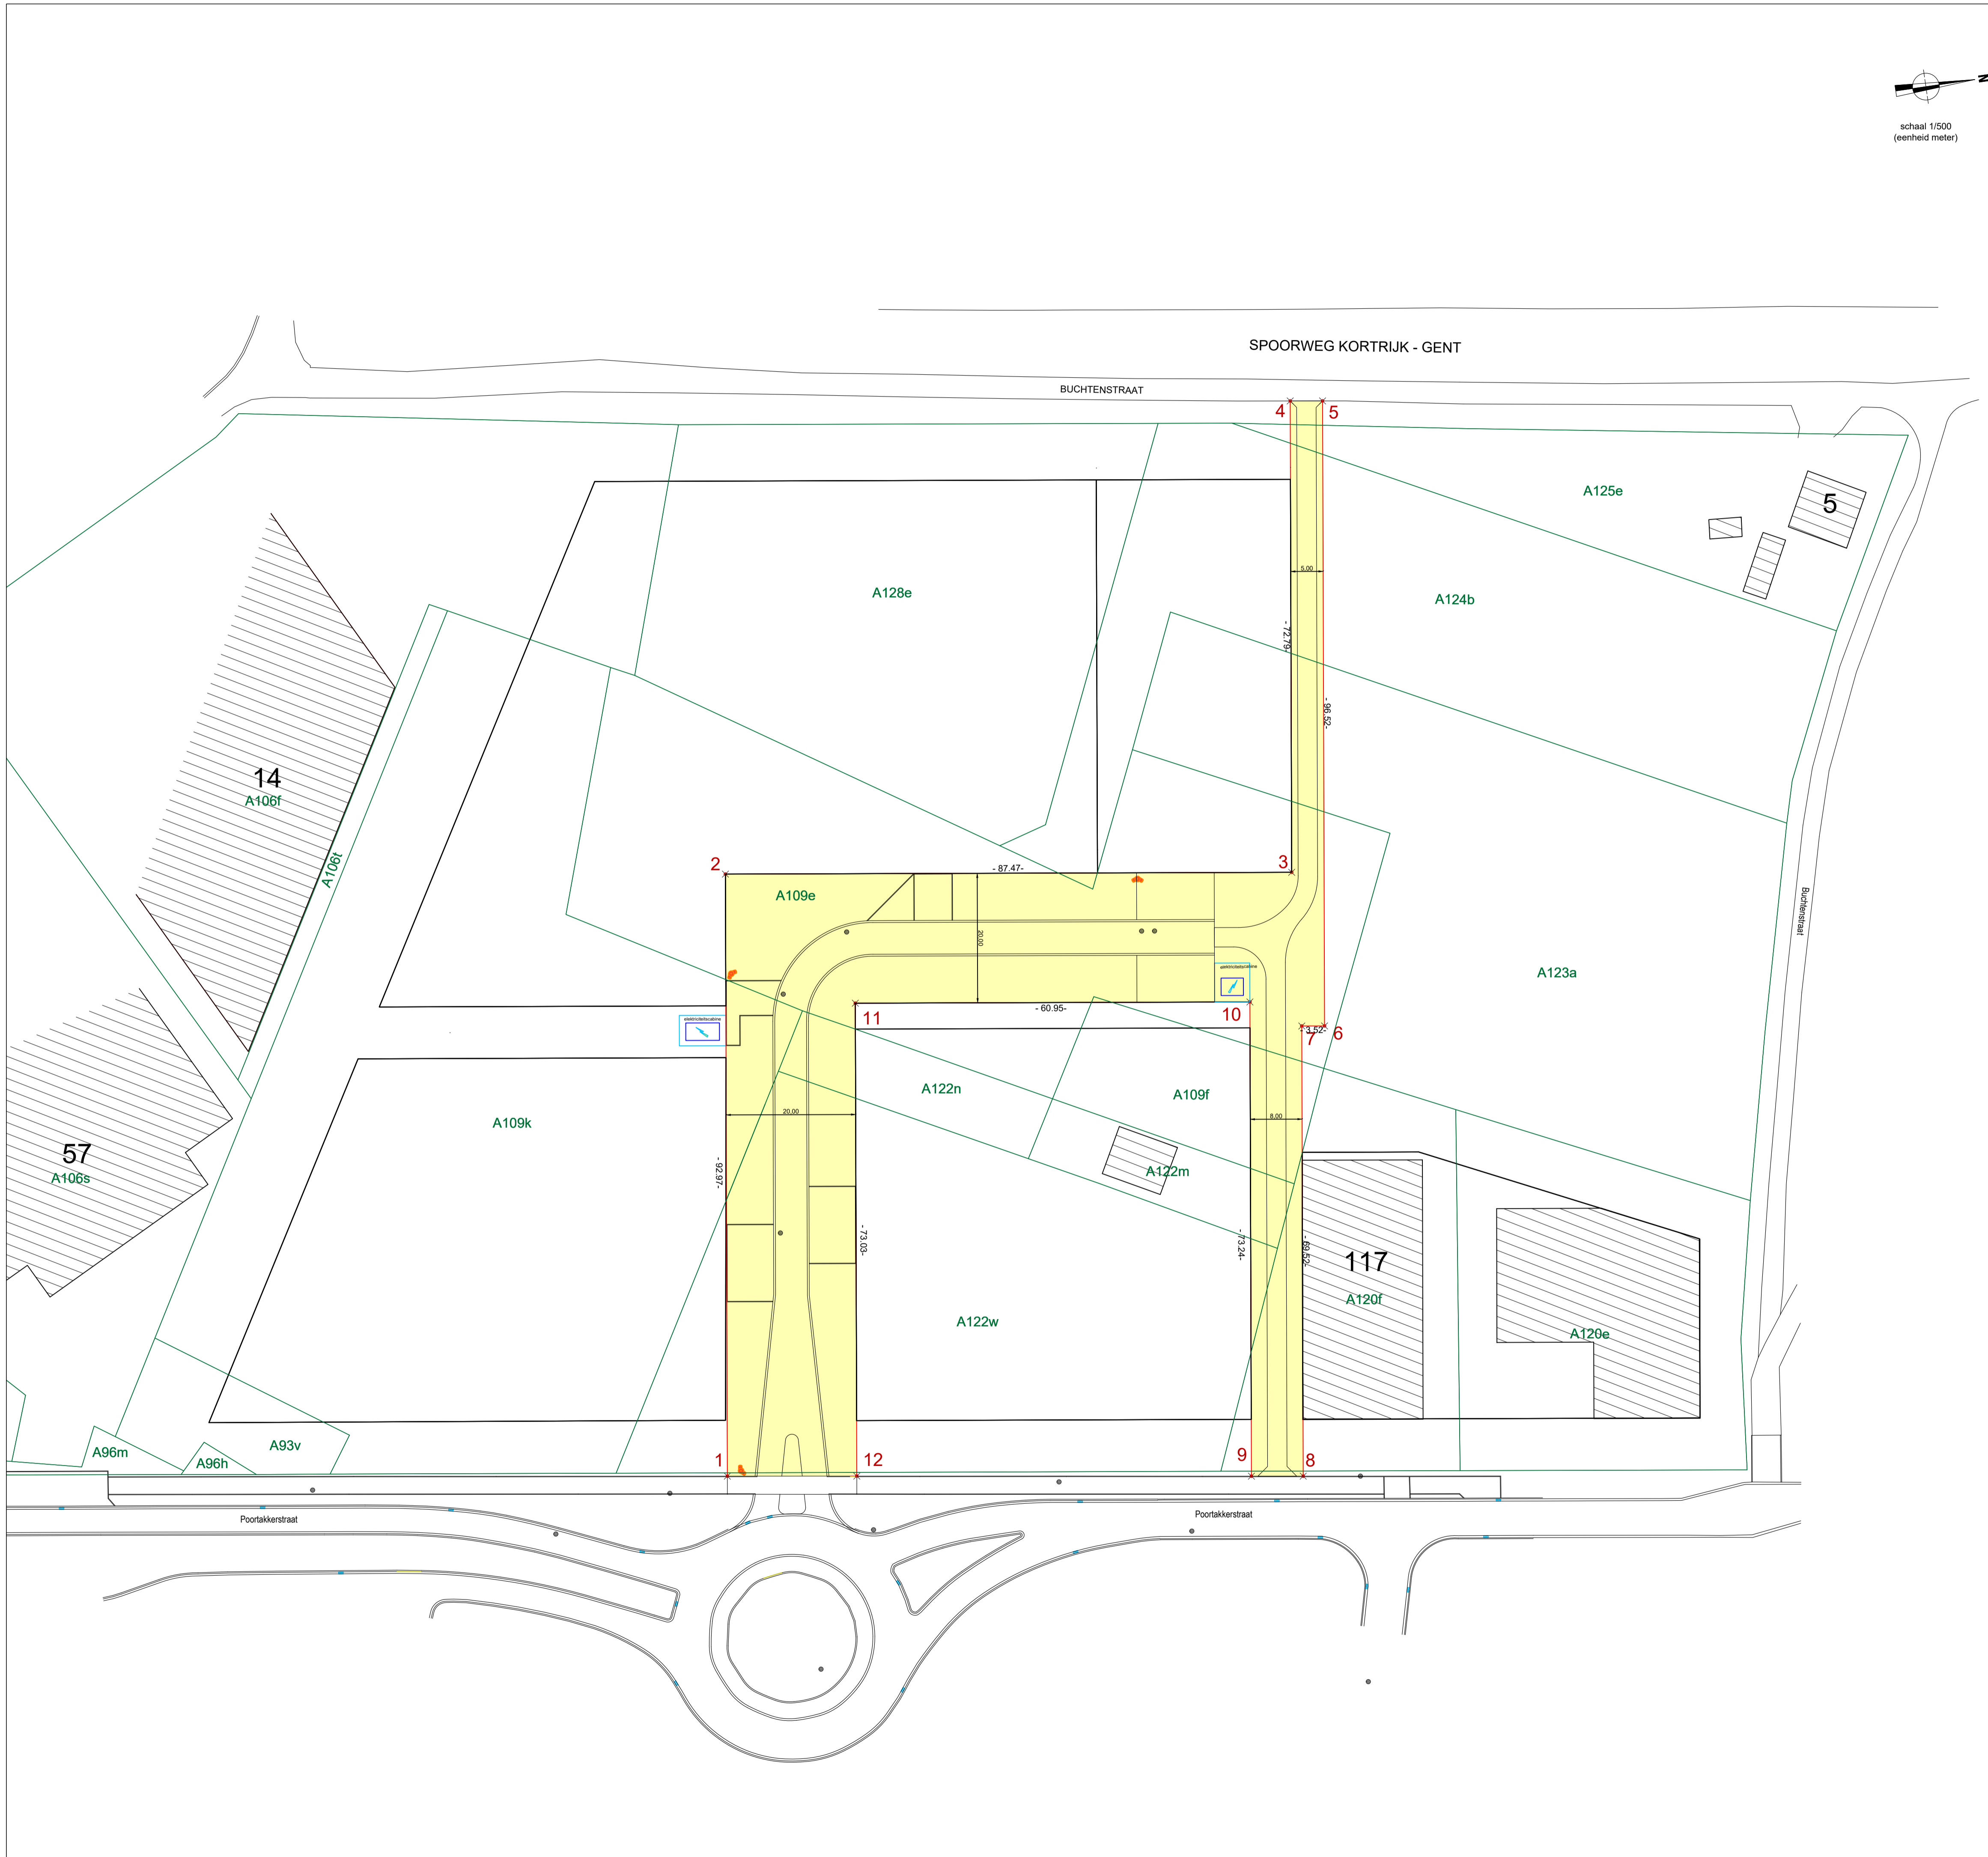 N
schaal 1/500
(eenheid meter)
SPOORWEG KORTRIJK - GENT
BUCHTENSTRAAT
4
5
A125e
5
5.00
A128e
A124b
- 72.79-
- 96.52-
14
A106f
A106t
2
- 87.47-
3
A109e
Buchtenstraat
20.00
elektriciteitscabine
A123a
- 60.95-
11
10
elektriciteitscabine
- 3.52-
7
6
A122n
A109f
20.00
8.00
A109k
57
A106s
- 92.97-
A122m
- 73.03-
- 73.24-
- 69.52-
117
A120f
A122w
A120e
A93v
A96m
A96h
1
12
9
8
Poortakkerstraat
Poortakkerstraat